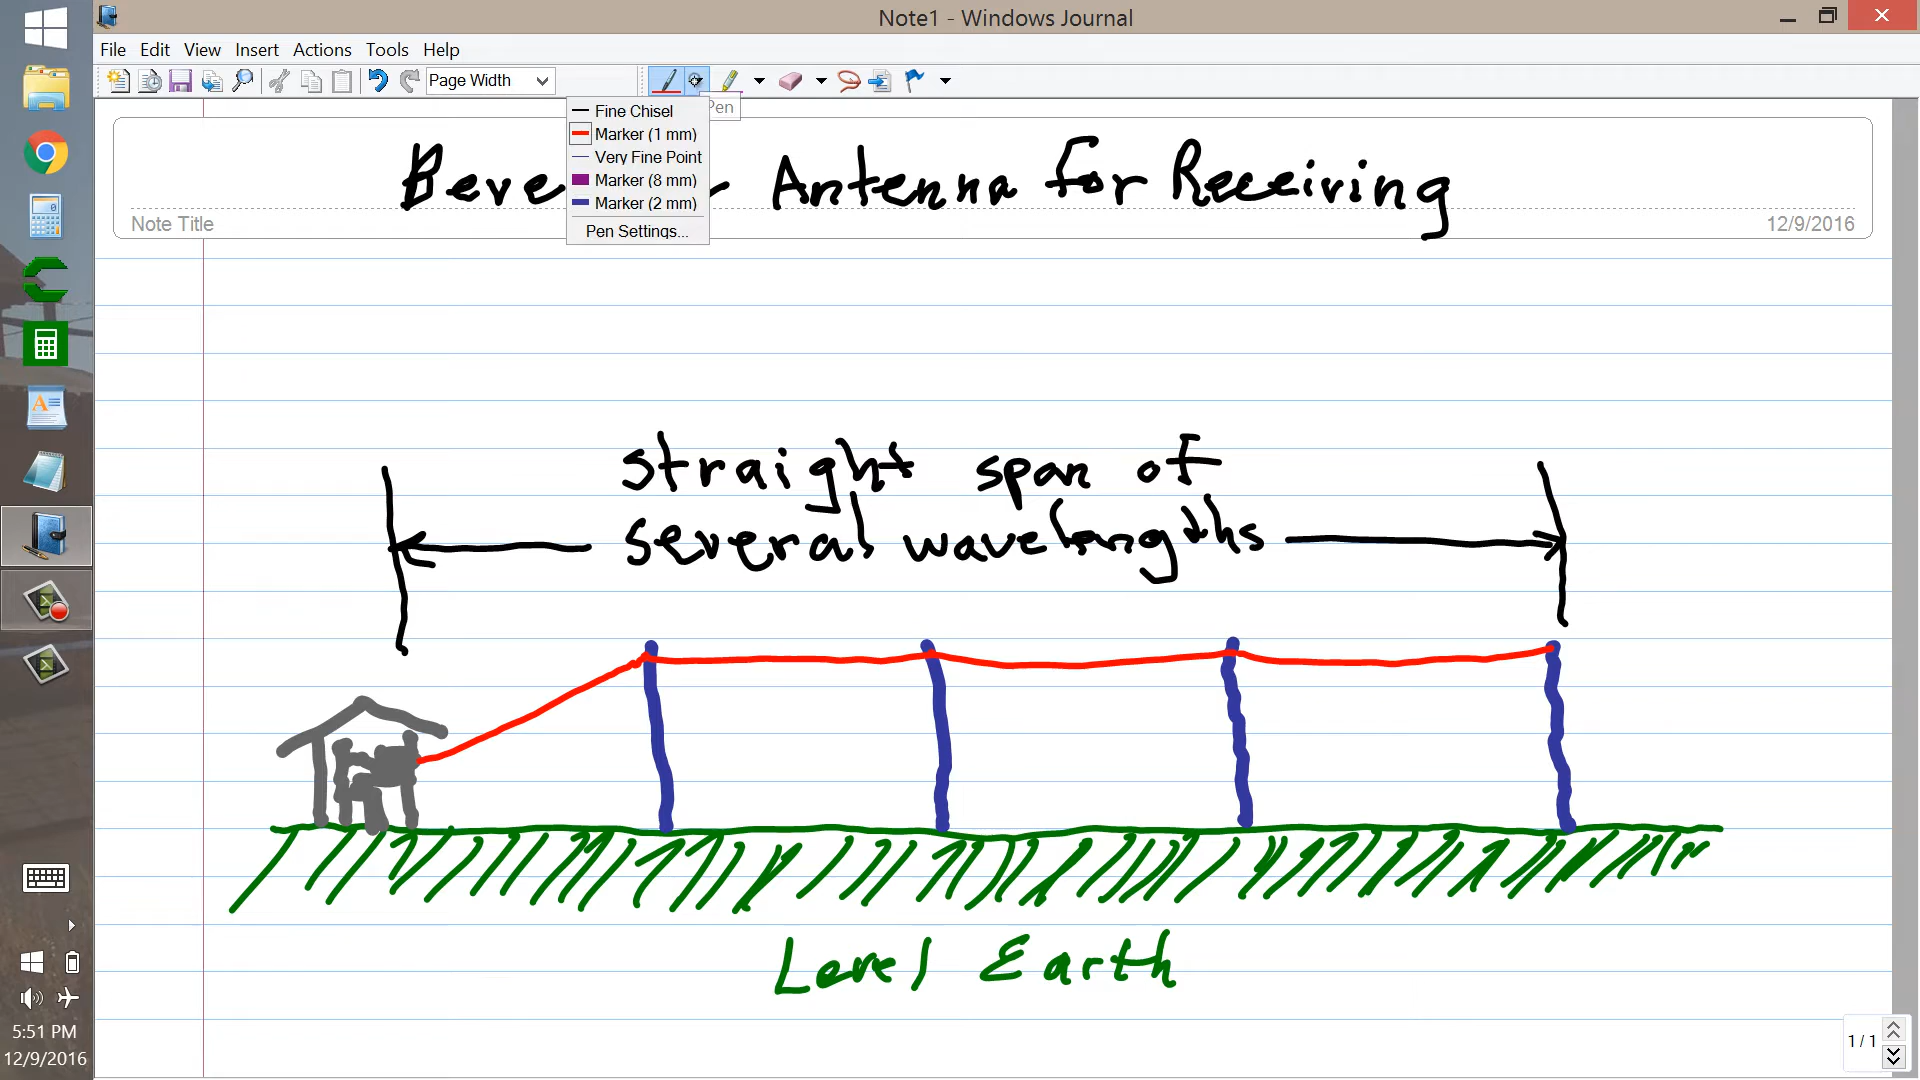 Note1 - Windows Journal
File Edit View Insert Actions Tools Help
Page Width
Pen
Fine Chisel
Marker (1 mm)
Very Fine Point
Marker (8 mm)
Marker (2 mm)
Pen Settings...
Antenna for Receiving
Note Title
12/9/2016
straight span of
several wavelengths
Level Earth
5:51 PM
12/9/2016
1 / 1